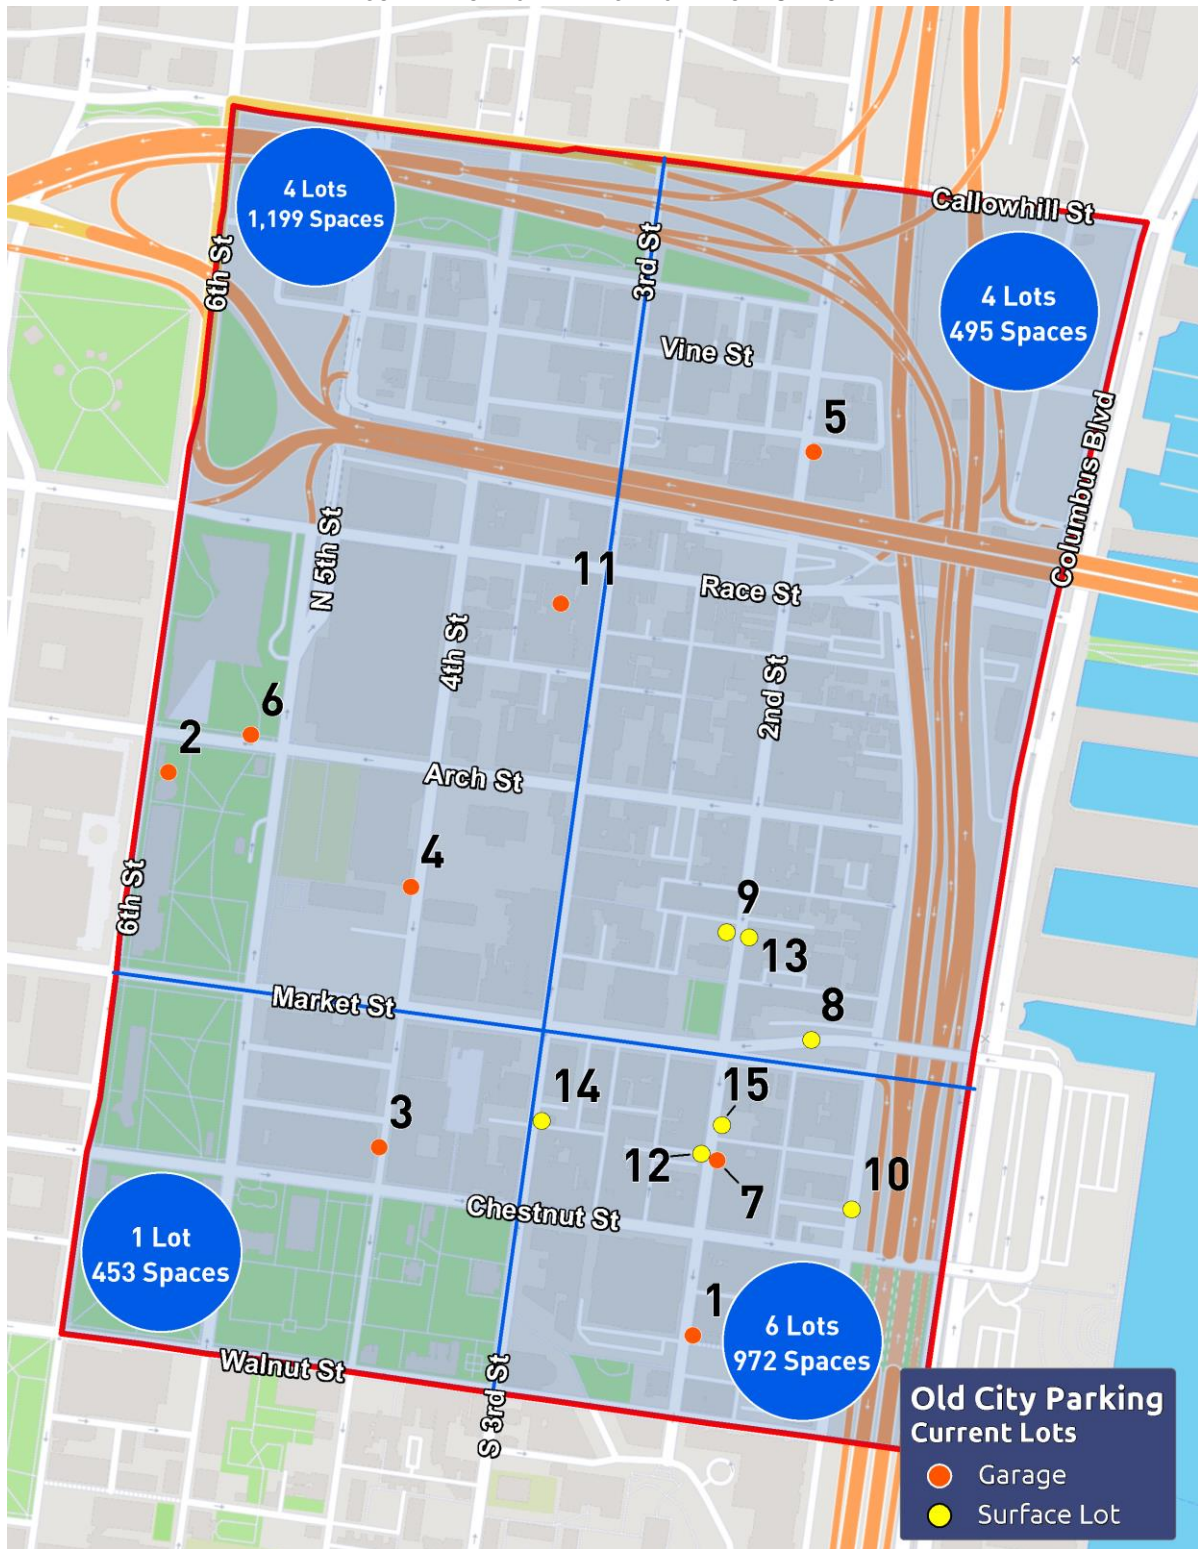 4 Lots
1,199 Spaces
Callowhill St
6th St
3rd St
4 Lots
495 Spaces
Vine St
5
Columbus Blvd
N 5th St
11
Race St
4th St
2nd St
6
2
Arch St
4
6th St
9
13
Market St
8
14
15
3
12
7
10
Chestnut St
1 Lot
453 Spaces
1
6 Lots
972 Spaces
Walnut St
S 3rd St
Old City Parking
Current Lots
Garage
Surface Lot